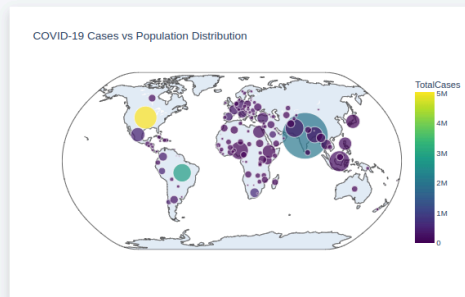 COVID-19 Cases vs Population Distribution
TotalCases
5M
4M
3M
2M
1M
0